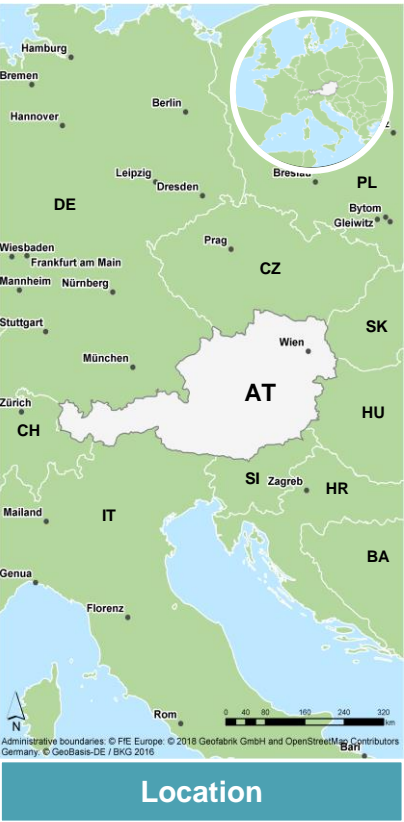 Hamburg
Bremen
Berlin
Hannover
Leipzig
Breslau
PL
Dresden
DE
Bytom
Gleiwitz
Prag
Wiesbaden
Frankfurt am Main
CZ
Mannheim
Nürnberg
Stuttgart
SK
Wien
München
AT
Zürich
HU
CH
SI
Zagreb
HR
Mailand
IT
BA
Genua
Florenz
N
Rom
0 40 80 160 240 320
km
Administrative boundaries: © FfE Europe: © 2018 Geofabrik GmbH and OpenStreetMap Contributors
Germany: © GeoBasis-DE / BKG 2016
Bari
Location